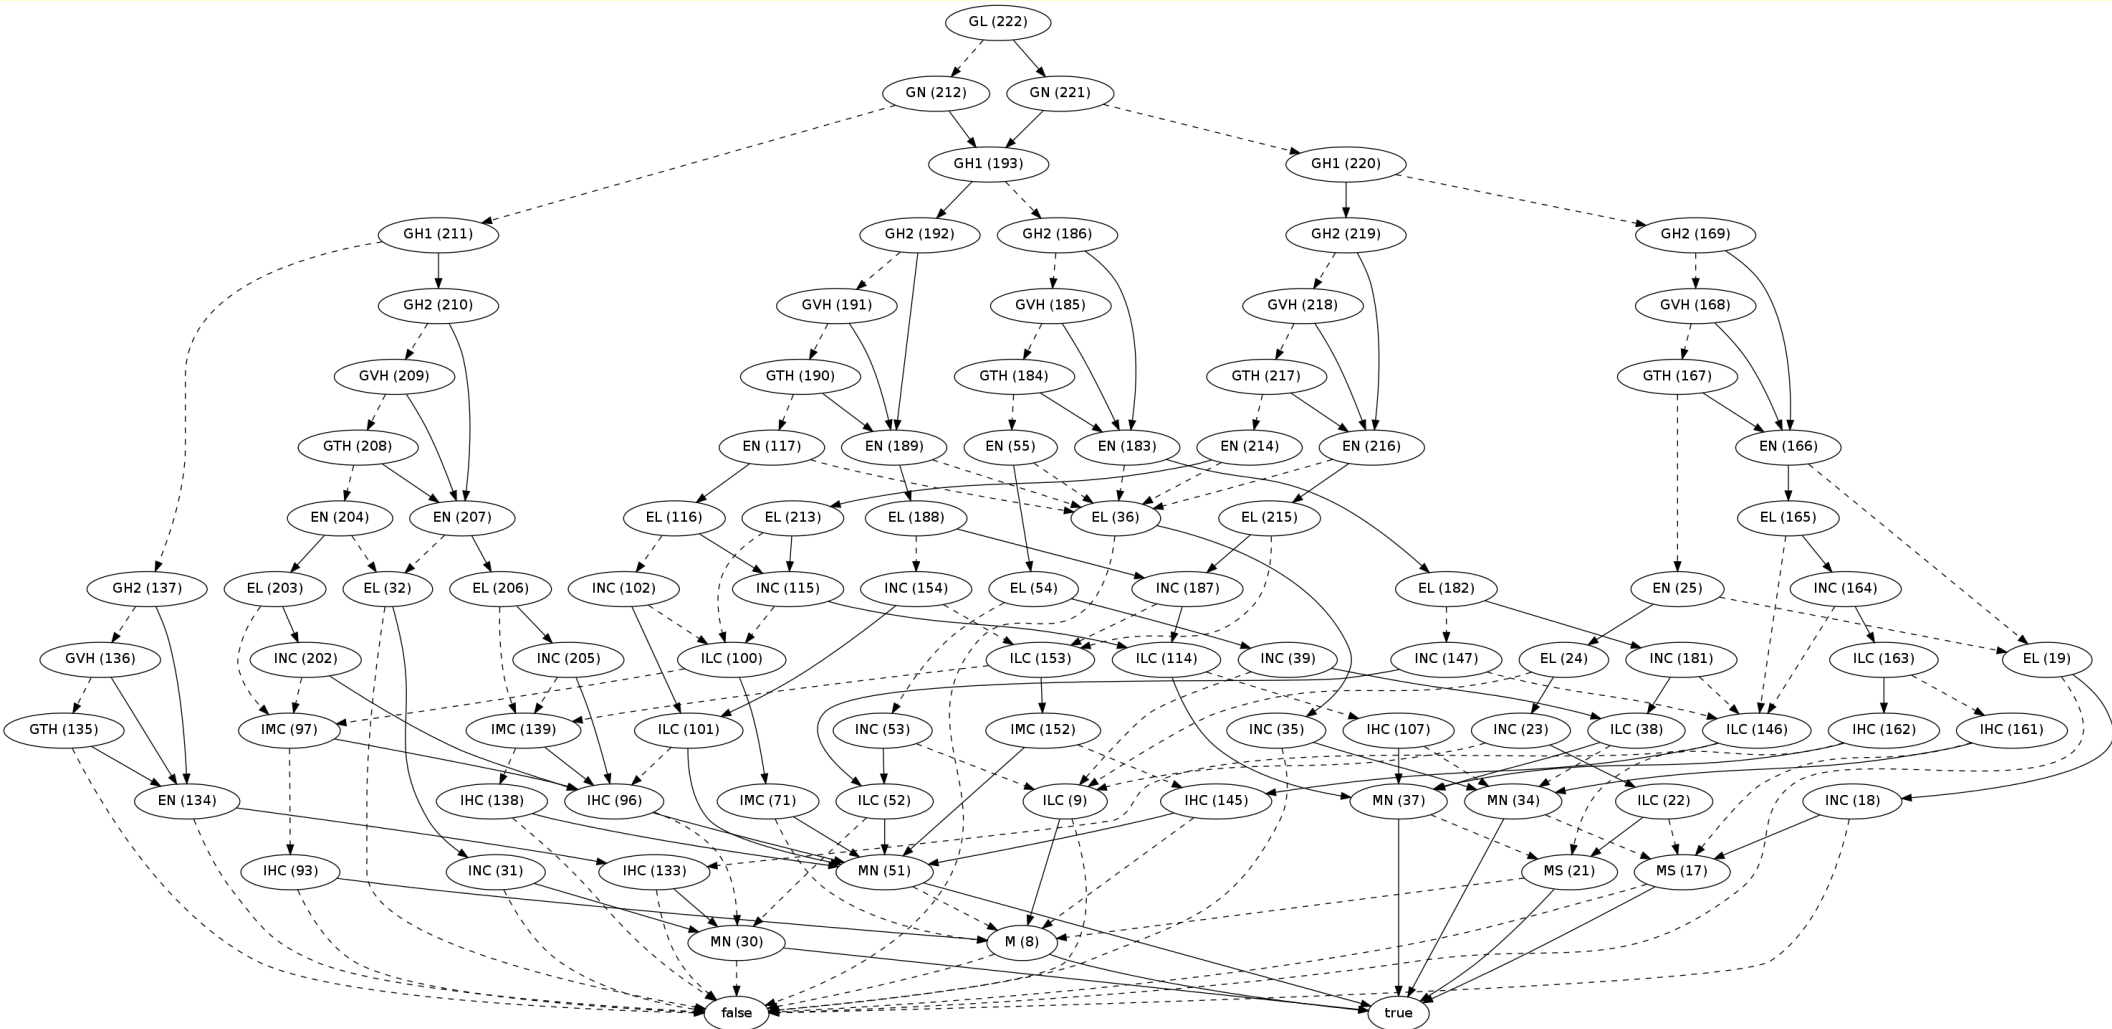 GL (222)
GN (212) GN (221)
GH1 (193) GH1 (220)
GH1 (211) GH2 (192) GH2 (186) GH2 (219) GH2 (169)
GH2 (210) GVH (191) GVH (185) GVH (218) GVH (168)
GVH (209) GTH (190) GTH (184) GTH (217) GTH (167)
GTH (208) EN (117) EN (189) EN (55) EN (183) EN (214) EN (216) EN (166)
EN (204) EN (207) EL (116) EL (213) EL (188) EL (36) EL (215) EL (165)
GH2 (137) EL (203) EL (32) EL (206) INC (102) INC (115) INC (154) EL (54) INC (187) EL (182) EN (25) INC (164)
GVH (136) INC (202) INC (205) ILC (100) ILC (153) ILC (114) INC (39) INC (147) EL (24) INC (181) ILC (163) EL (19)
GTH (135) IMC (97) IMC (139) ILC (101) INC (53) IMC (152) INC (35) IHC (107) INC (23) ILC (38) ILC (146) IHC (162) IHC (161)
EN (134) IHC (138) IHC (96) IMC (71) ILC (52) ILC (9) IHC (145) MN (37) MN (34) ILC (22) INC (18)
IHC (93) INC (31) IHC (133) MN (51) MS (21) MS (17)
MN (30) M (8)
false true